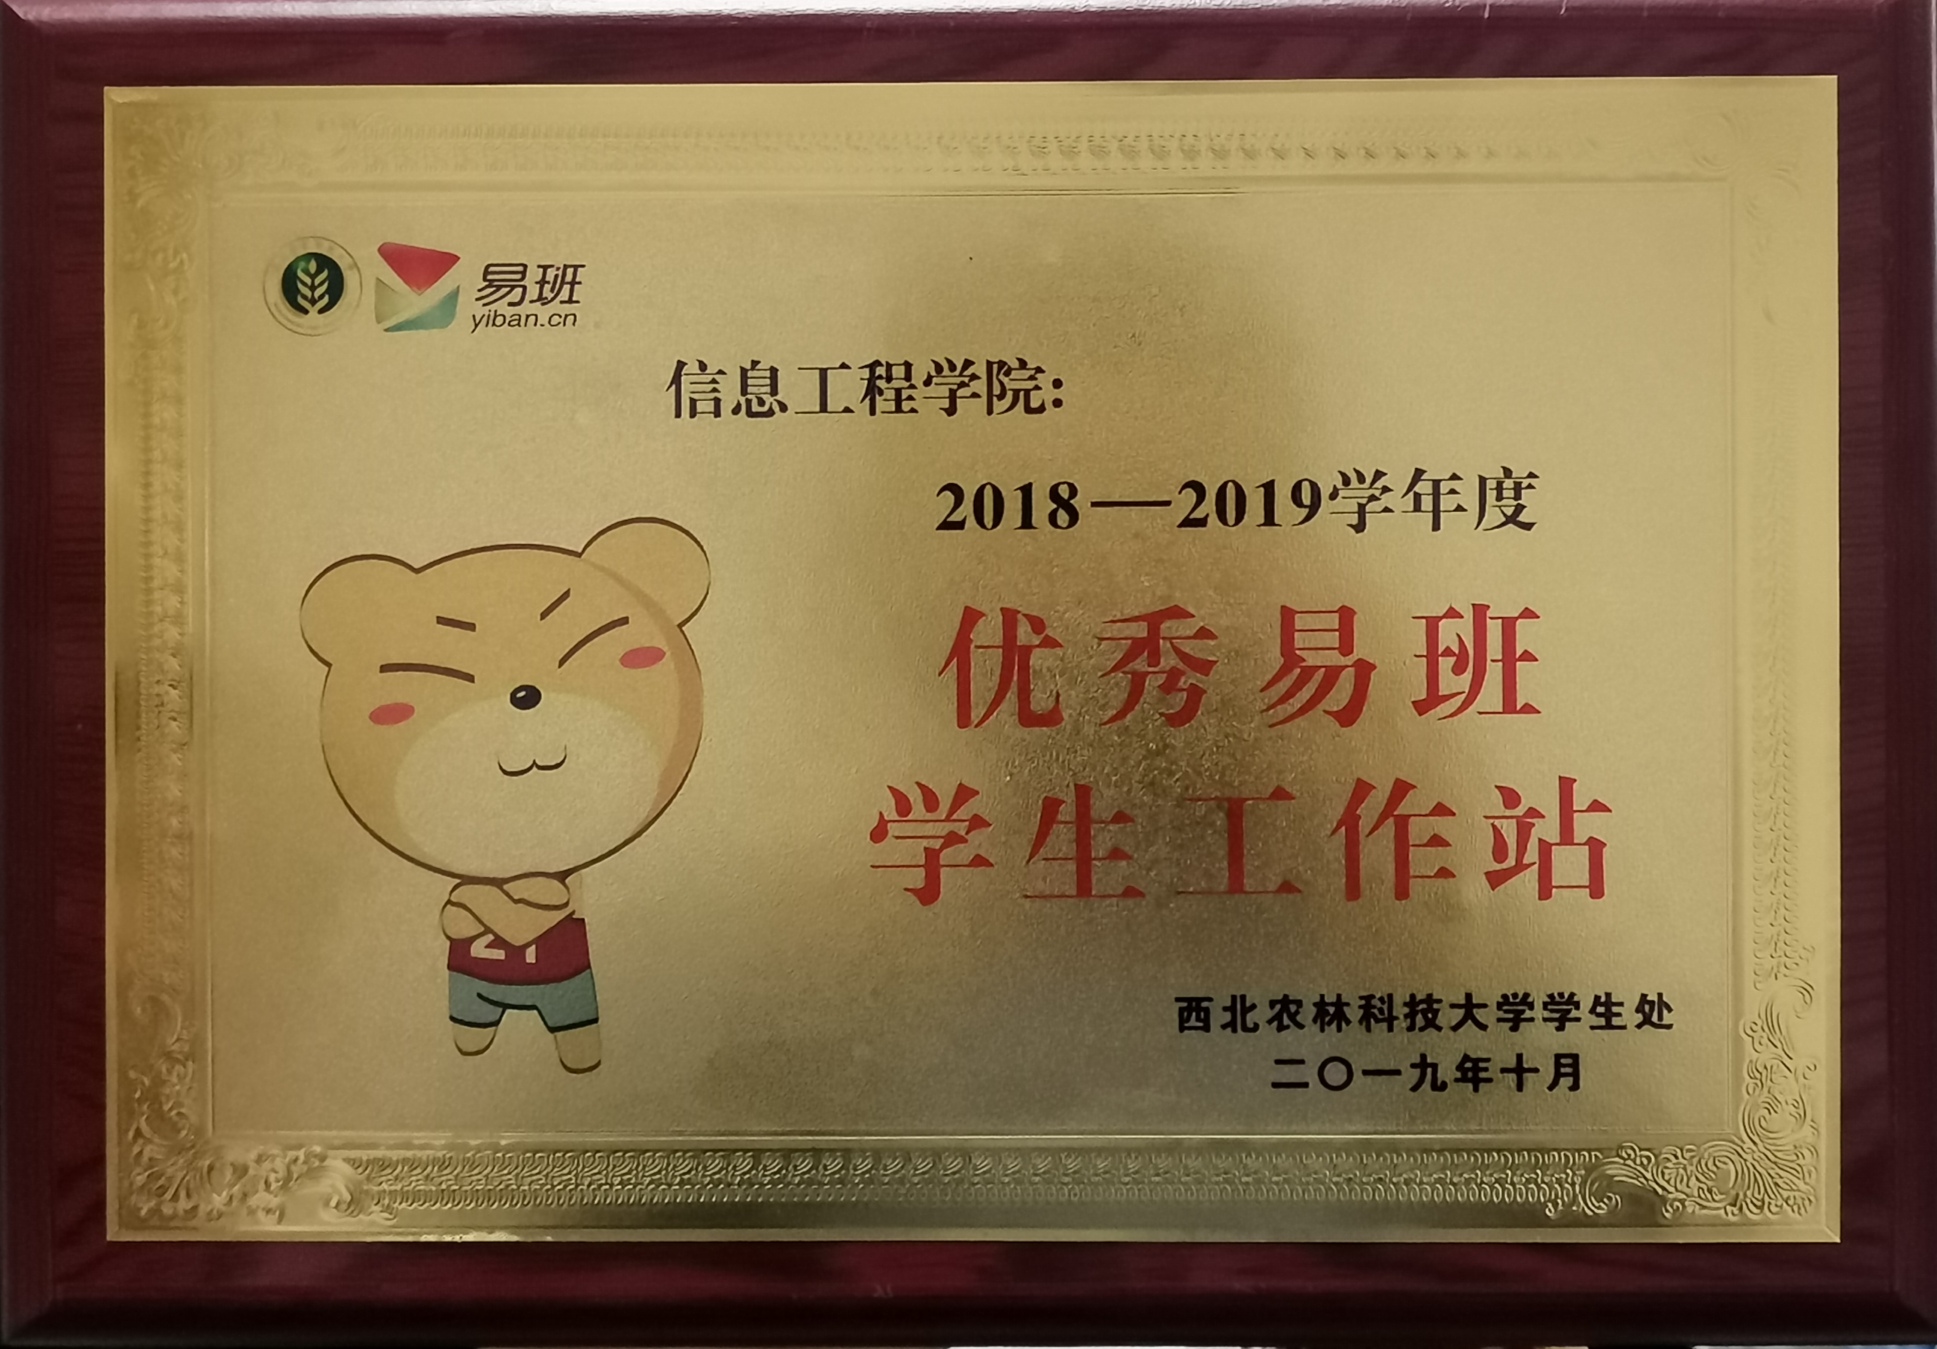 易班
yiban.cn
信息工程学院:
2018—2019学年度
优秀易班
学生工作站
21
西北农林科技大学学生处
二〇一九年十月